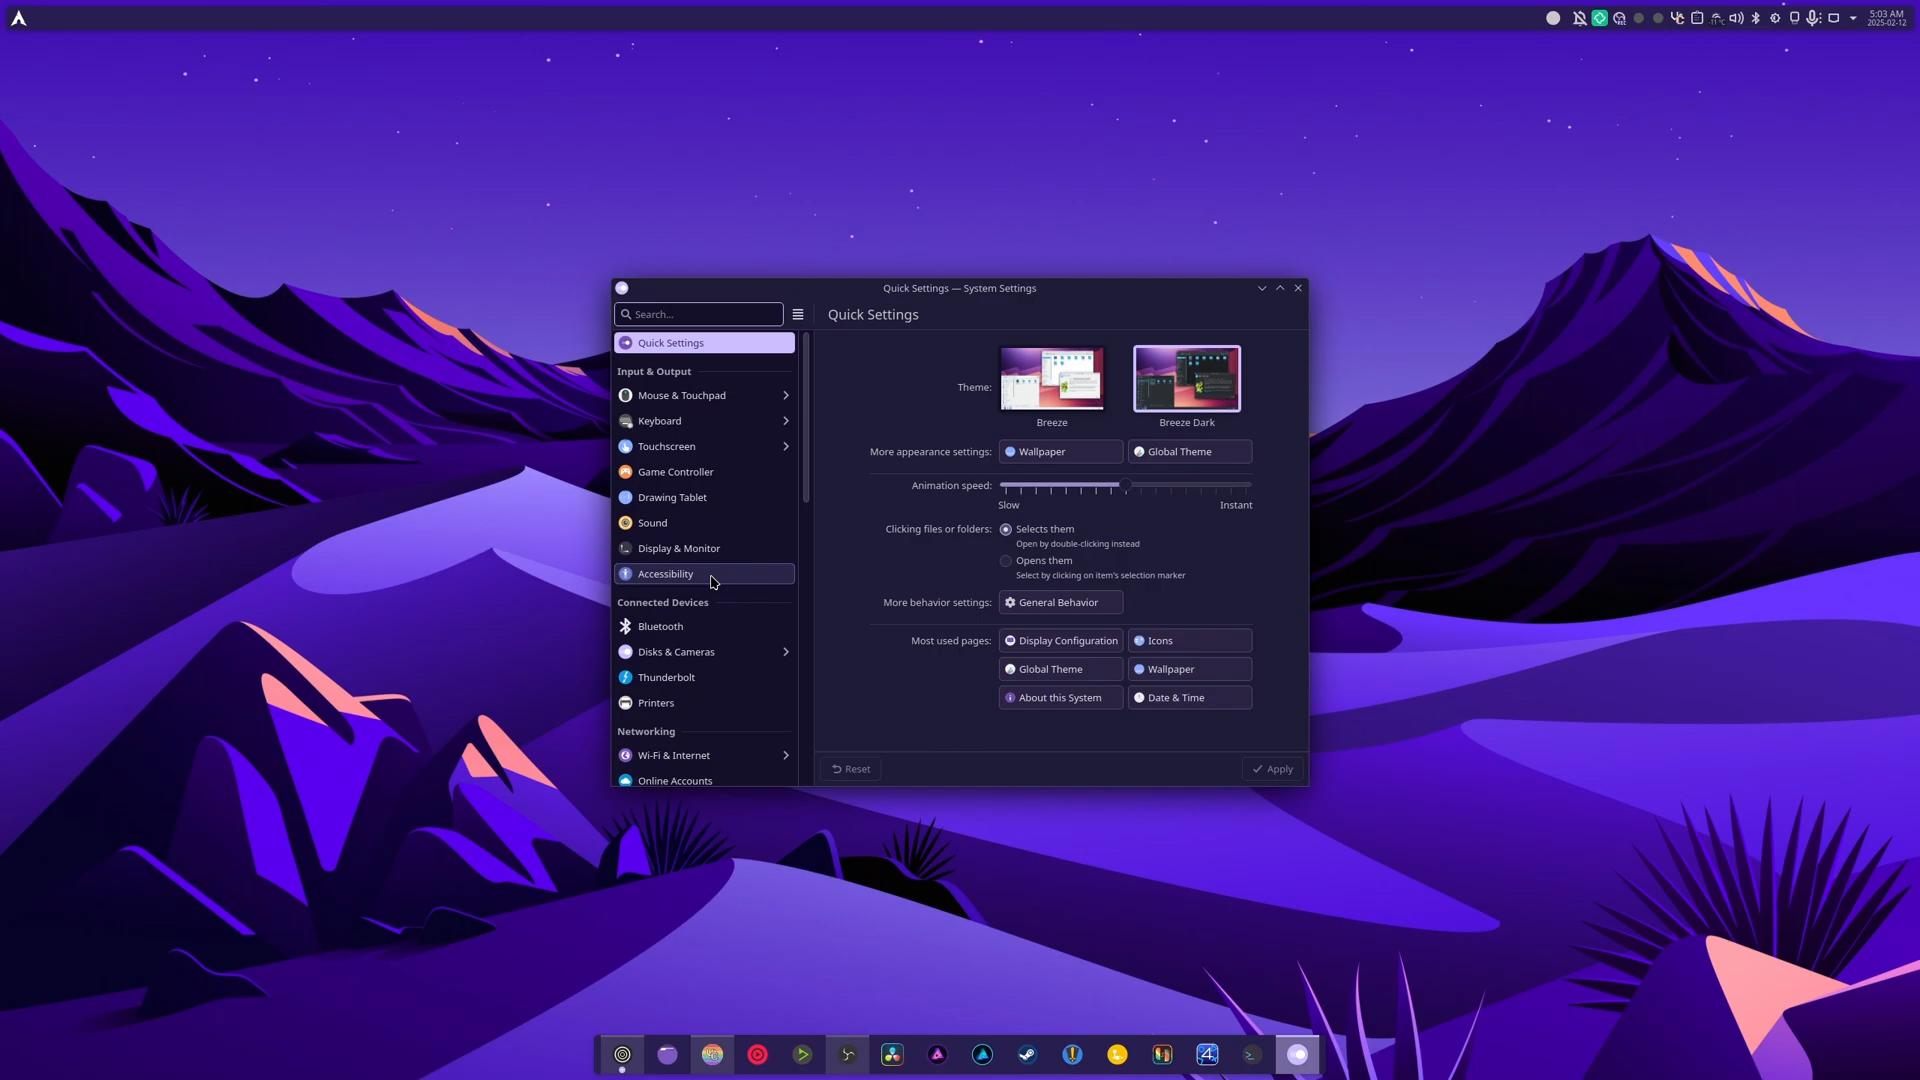 5:03 AM
-11°C
2025-02-12
Quick Settings — System Settings
Search...
Quick Settings
Quick Settings
Input & Output
Mouse & Touchpad
Keyboard
Touchscreen
Game Controller
Drawing Tablet
Sound
Display & Monitor
Accessibility
Connected Devices
Bluetooth
Disks & Cameras
Thunderbolt
Printers
Networking
Wi-Fi & Internet
Online Accounts
Theme:
Breeze
Breeze Dark
More appearance settings:
Wallpaper
Global Theme
Animation speed:
Slow
Instant
Clicking files or folders:
Selects them
Open by double-clicking instead
Opens them
Select by clicking on item's selection marker
More behavior settings:
General Behavior
Most used pages:
Display Configuration
Icons
Global Theme
Wallpaper
About this System
Date & Time
Reset
Apply